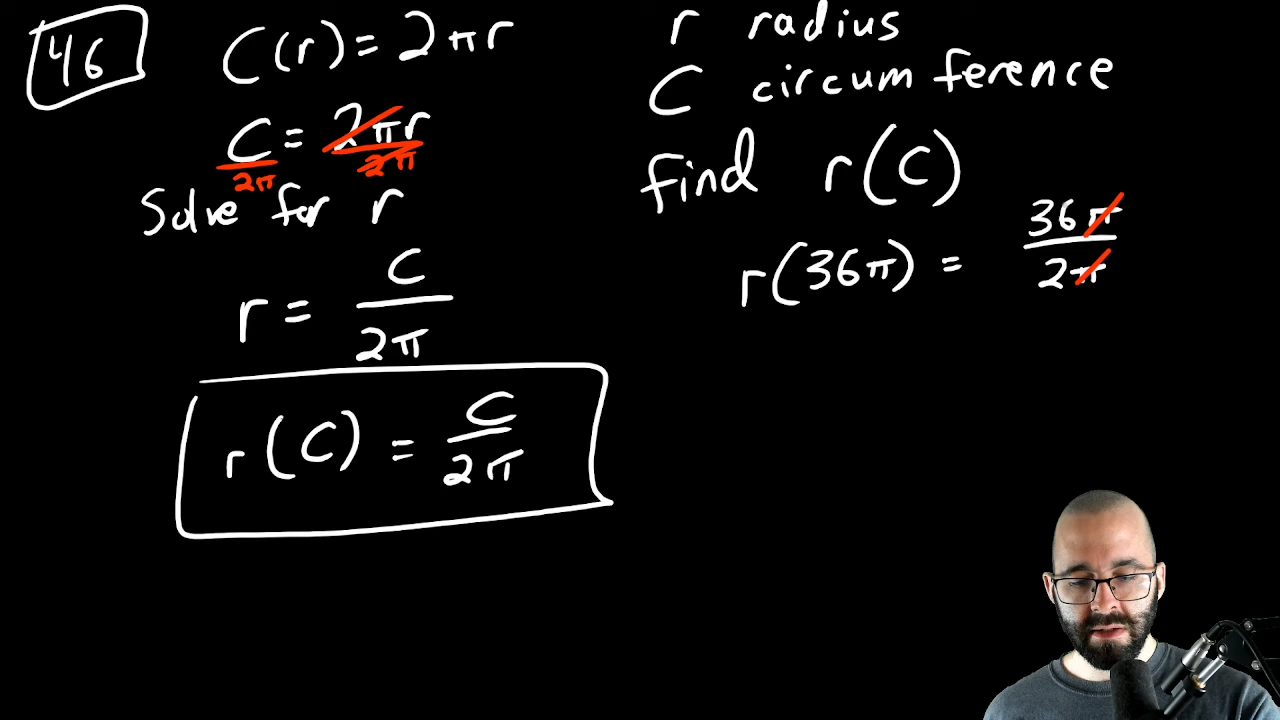 46
C(r) = 2πr
C/2π = 2πr/2π
Solve for r
r = C/2π
r(C) = C/2π
r radius
C circumference
find r(C)
r(36π) = 36π/2π